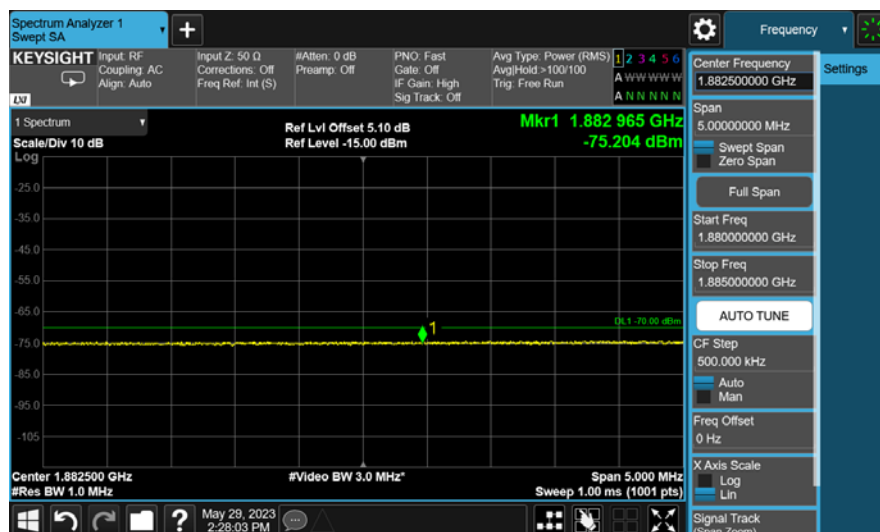 Spectrum Analyzer 1
Swept SA
+
Frequency
KEYSIGHT
LXI
Input: RF
Coupling: AC
Align: Auto
Input Z: 50 Ω
Corrections: Off
Freq Ref: Int (S)
#Atten: 0 dB
Preamp: Off
PNO: Fast
Gate: Off
IF Gain: High
Sig Track: Off
Avg Type: Power (RMS)
Avg|Hold:>100/100
Trig: Free Run
1 2 3 4 5 6
A W W W W W
A N N N N N
Center Frequency
1.882500000 GHz
Settings
Span
5.00000000 MHz
Swept Span
Zero Span
Full Span
Start Freq
1.880000000 GHz
Stop Freq
1.885000000 GHz
AUTO TUNE
CF Step
500.000 kHz
Auto
Man
Freq Offset
0 Hz
X Axis Scale
Log
Lin
Signal Track
(Span Zoom)
1 Spectrum
Scale/Div 10 dB
Log
Ref Lvl Offset 5.10 dB
Ref Level -15.00 dBm
Mkr1 1.882 965 GHz
-75.204 dBm
-25.0
-35.0
-45.0
-55.0
-65.0
DL1 -70.00 dBm
1
-75.0
-85.0
-95.0
-105
Center 1.882500 GHz
#Res BW 1.0 MHz
#Video BW 3.0 MHz*
Span 5.000 MHz
Sweep 1.00 ms (1001 pts)
?
May 29, 2023
2:28:03 PM